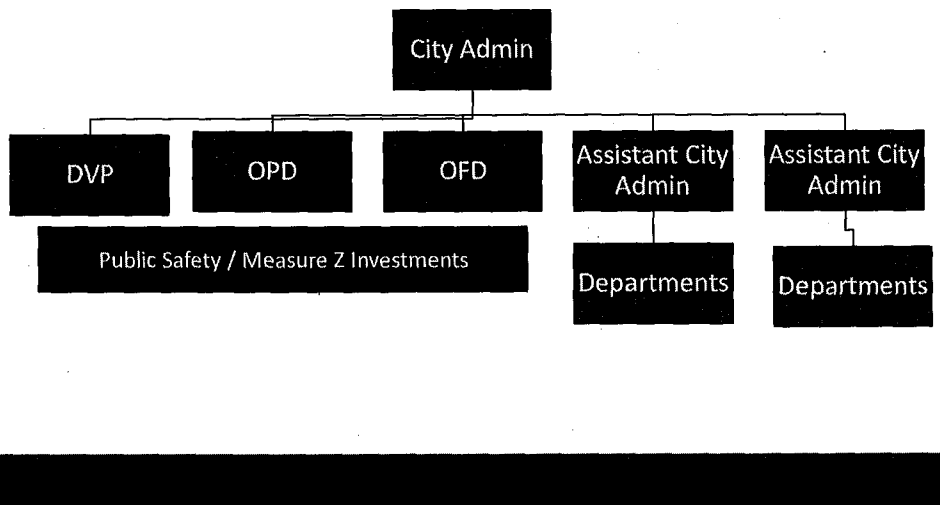 City Admin
DVP
OPD
OFD
Assistant City
Admin
Assistant City
Admin
Public Safety / Measure Z Investments
Departments
Departments